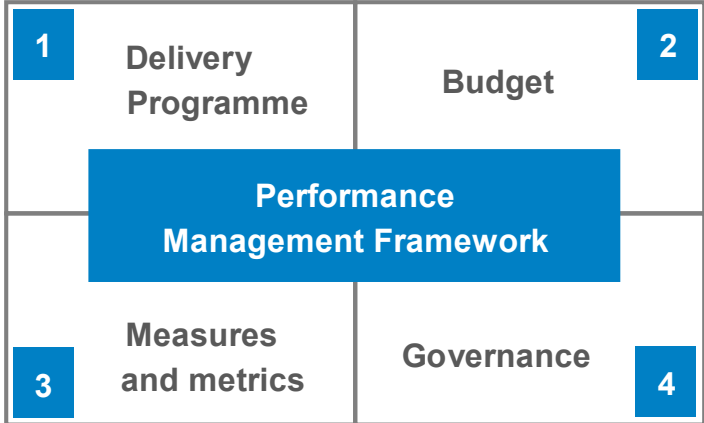 1
Delivery
Programme
Budget
2
Performance
Management Framework
Measures
and metrics
3
Governance
4